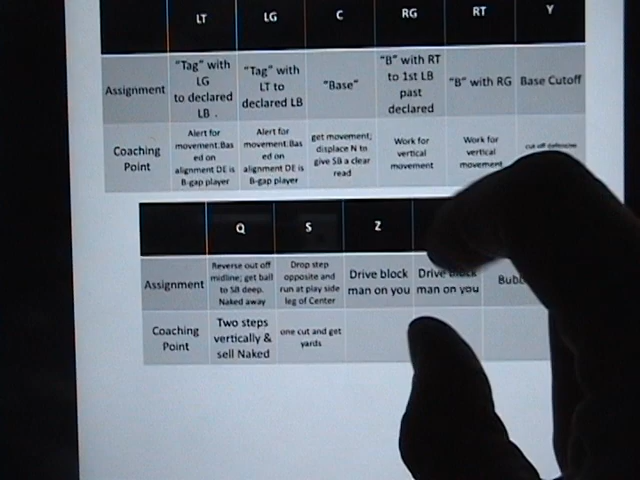 LT LG C RG RT Y
Assignment
"Tag" with
LG
to declared
LB .
"Tag" with
LT to
declared LB
"Base"
"B" with RT
to 1st LB
past
declared
"B" with RG
Base Cutoff
Coaching
Point
Alert for
movement.Bas
ed on
alignment DE is
B-gap player
Alert for
movement.Bas
ed on
alignment DE is
B-gap player
get movement;
displace N to
give SB a clear
read
Work for
vertical
movement
Work for
vertical
movement
cut off defensive
Q S Z
Assignment
Reverse out off
midline; get ball
to SB deep.
Naked away
Drop step
opposite and
run at play side
leg of Center
Drive block
man on you
Drive block
man on you
Coaching
Point
Two steps
vertically &
sell Naked
one cut and get
yards